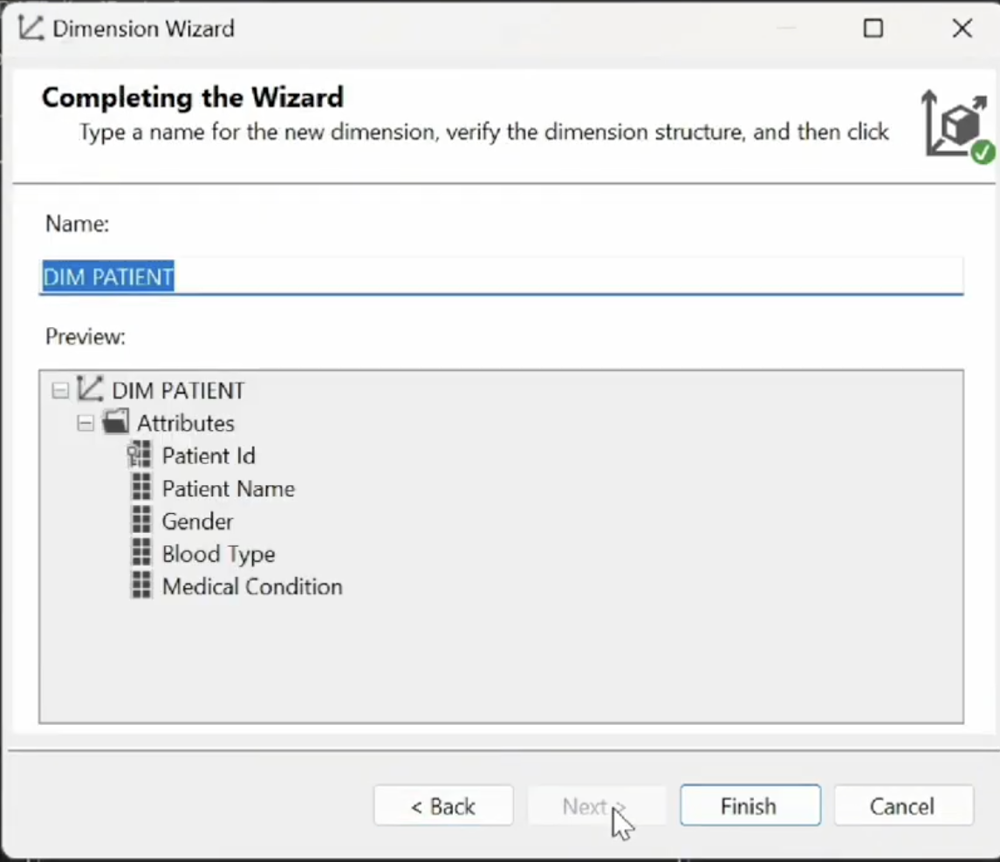 Dimension Wizard
Completing the Wizard
Type a name for the new dimension, verify the dimension structure, and then click
Name:
DIM PATIENT
Preview:
DIM PATIENT
Attributes
Patient Id
Patient Name
Gender
Blood Type
Medical Condition
< Back
Next >
Finish
Cancel